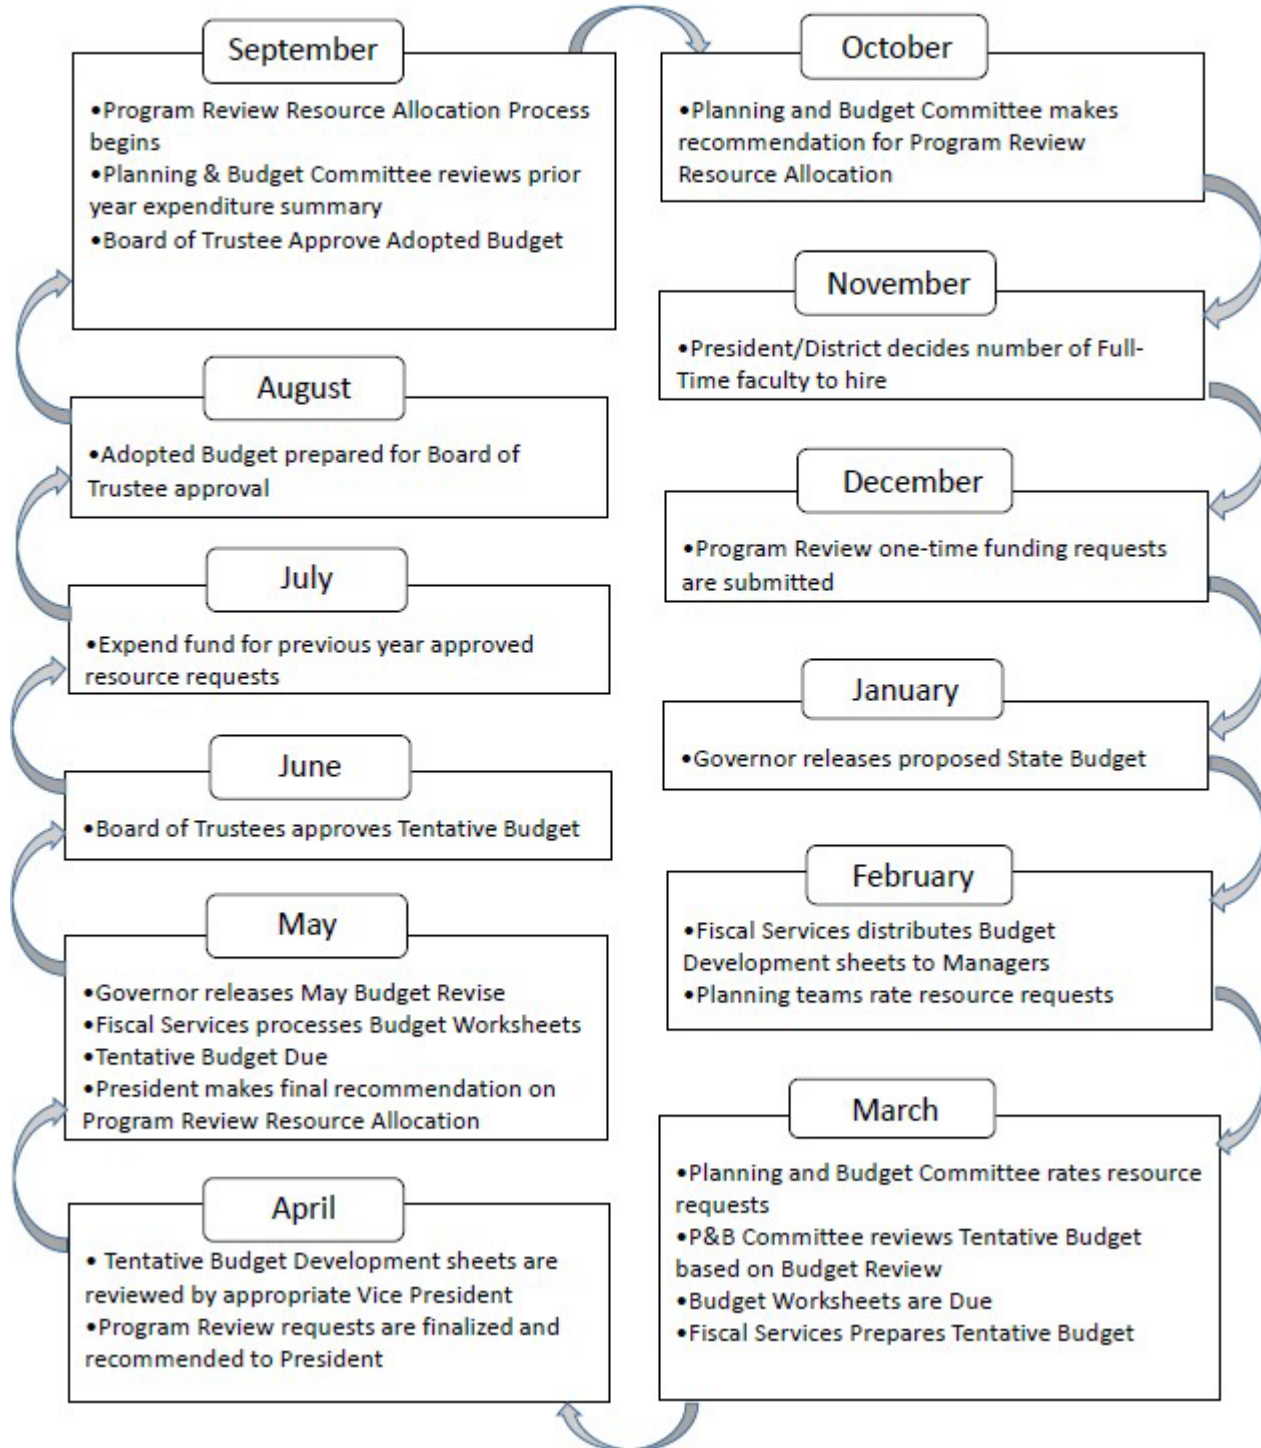 September
•Program Review Resource Allocation Process
begins
•Planning & Budget Committee reviews prior
year expenditure summary
•Board of Trustee Approve Adopted Budget
October
•Planning and Budget Committee makes
recommendation for Program Review
Resource Allocation
November
•President/District decides number of Full-
Time faculty to hire
December
•Program Review one-time funding requests
are submitted
January
•Governor releases proposed State Budget
February
•Fiscal Services distributes Budget
Development sheets to Managers
•Planning teams rate resource requests
March
•Planning and Budget Committee rates resource
requests
•P&B Committee reviews Tentative Budget
based on Budget Review
•Budget Worksheets are Due
•Fiscal Services Prepares Tentative Budget
April
• Tentative Budget Development sheets are
reviewed by appropriate Vice President
•Program Review requests are finalized and
recommended to President
May
•Governor releases May Budget Revise
•Fiscal Services processes Budget Worksheets
•Tentative Budget Due
•President makes final recommendation on
Program Review Resource Allocation
June
•Board of Trustees approves Tentative Budget
July
•Expend fund for previous year approved
resource requests
August
•Adopted Budget prepared for Board of
Trustee approval